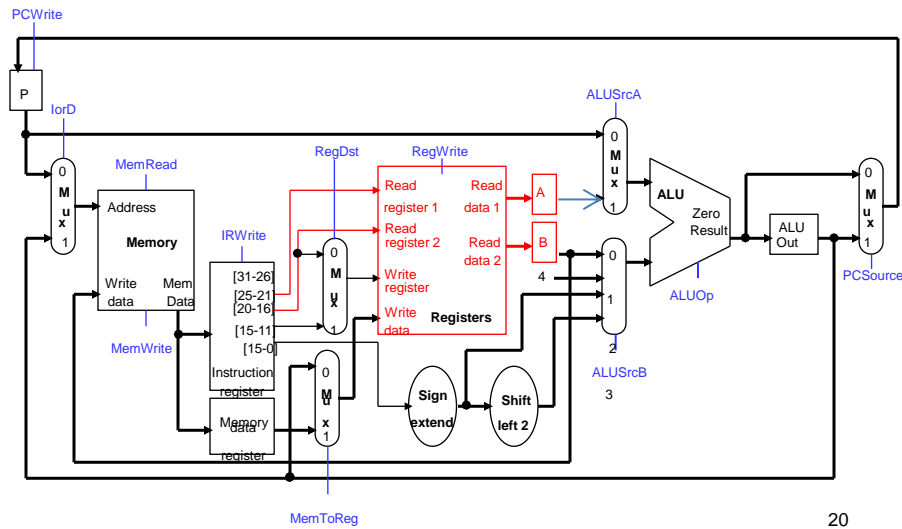 PCWrite
P
IorD
0
M
u
x
1
MemRead
Address
Memory
Write
data
Mem
Data
MemWrite
IRWrite
[31-26]
[25-21]
[20-16]
[15-11]
[15-0]
Instruction
register
Memory
data
register
RegDst
0
M
u
x
1
0
M
u
x
1
MemToReg
RegWrite
Read
register 1
Read
register 2
Write
register
Write
data
Read
data 1
Read
data 2
Registers
A
B
4
Sign
extend
Shift
left 2
ALUSrcA
0
M
u
x
1
0
M
u
x
1
2
ALUSrcB
3
ALU
Zero
Result
ALUOp
ALU
Out
0
M
u
x
1
PCSource
20